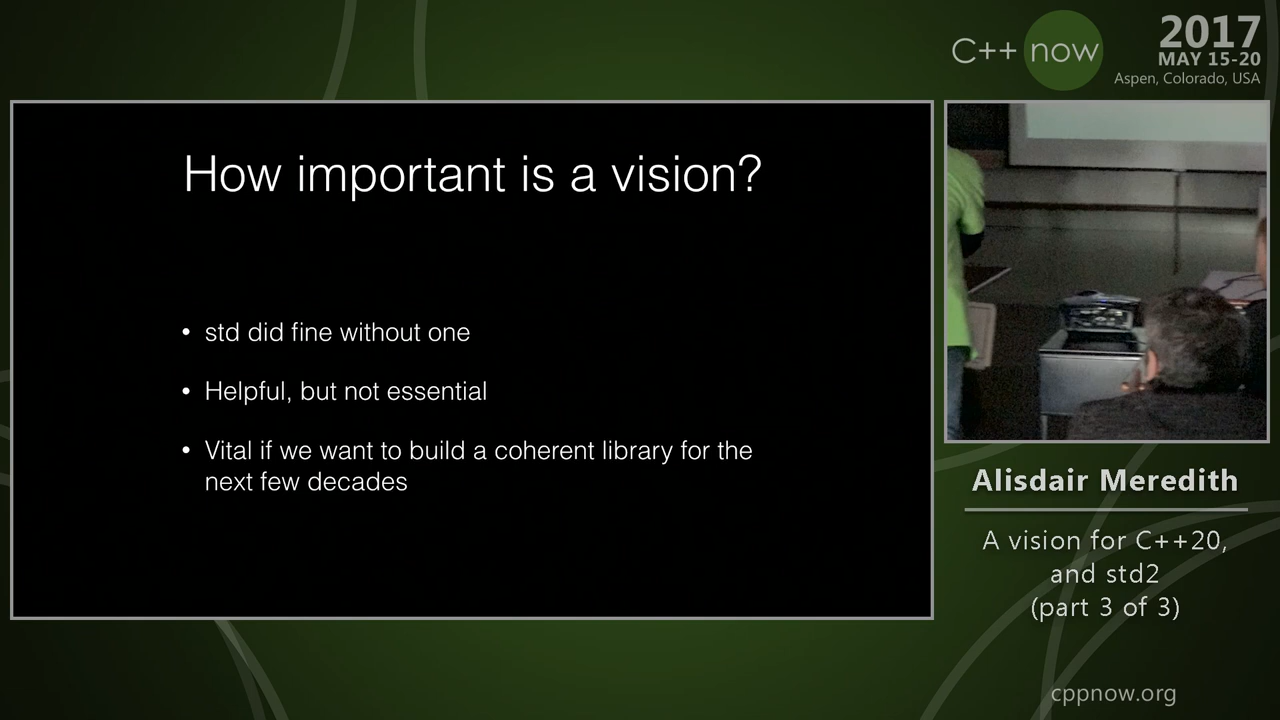 C++ now
2017
MAY 15-20
Aspen, Colorado, USA
How important is a vision?
• std did fine without one
• Helpful, but not essential
• Vital if we want to build a coherent library for the
next few decades
Alisdair Meredith
A vision for C++20,
and std2
(part 3 of 3)
cppnow.org